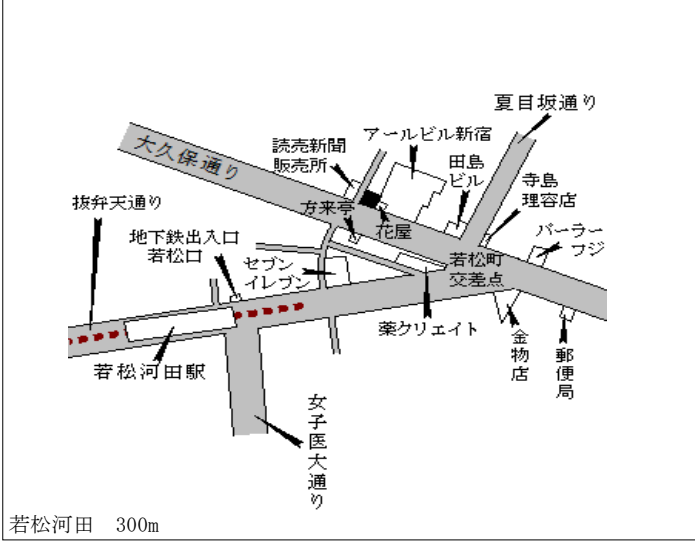 夏目坂通り
大久保通り
アールビル新宿
読売新聞
販売所
田島
ビル
寺島
理容店
抜弁天通り
方来亭
花屋
パーラー
フジ
地下鉄出入口
若松口
セブン
イレブン
若松町
交差点
薬クリエイト
金物店
郵便局
若松河田駅
女子医大通り
若松河田　300m